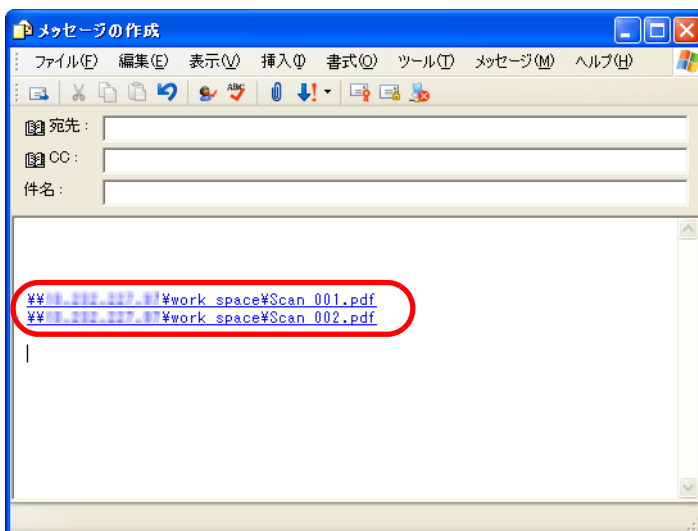 メッセージの作成
ファイル(F) 編集(E) 表示(V) 挿入(I) 書式(O) ツール(T) メッセージ(M) ヘルプ(H)
ABC
宛先:
CC:
件名:
¥¥ ¥work space¥Scan 001.pdf
¥¥ ¥work space¥Scan 002.pdf